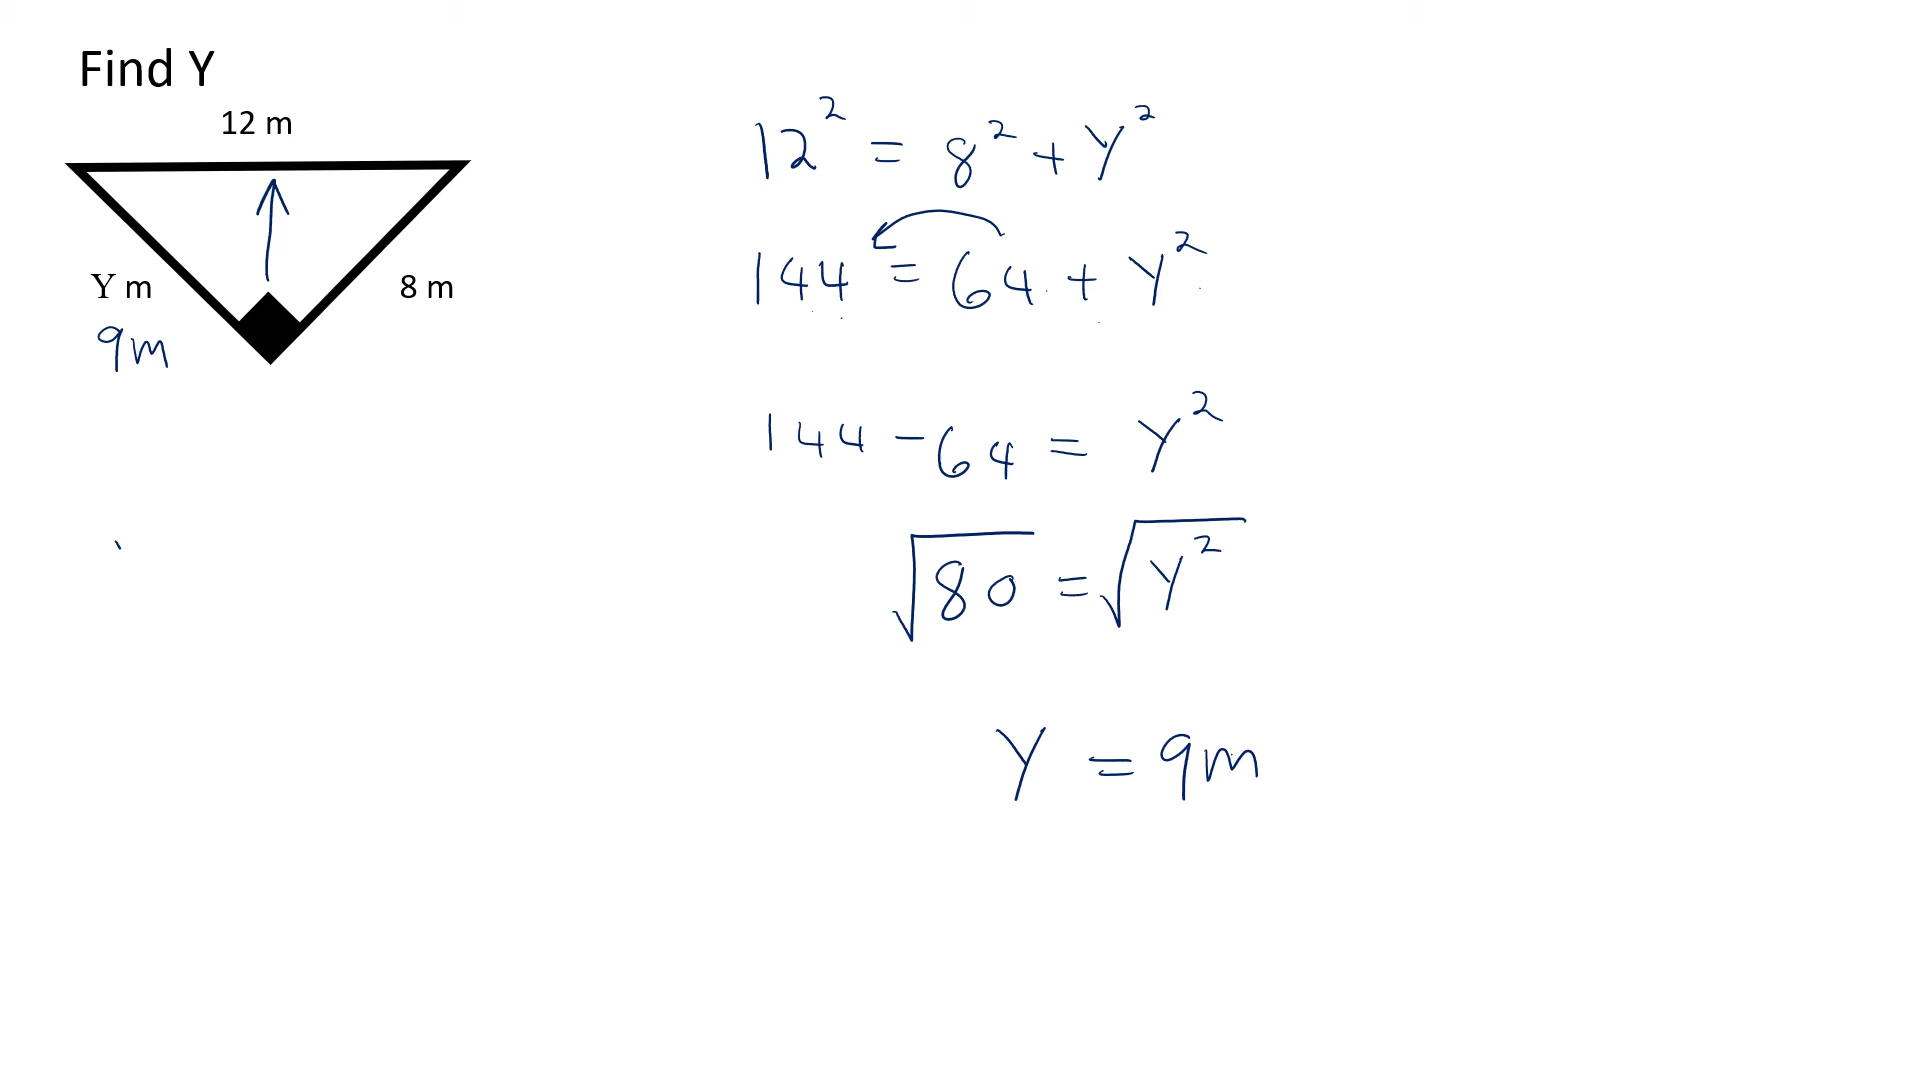 Find Y
12 m
Y m
8 m
9m
12² = 8² + Y²
144 = 64 + Y²
144 - 64 = Y²
√80 = √Y²
Y = 9m